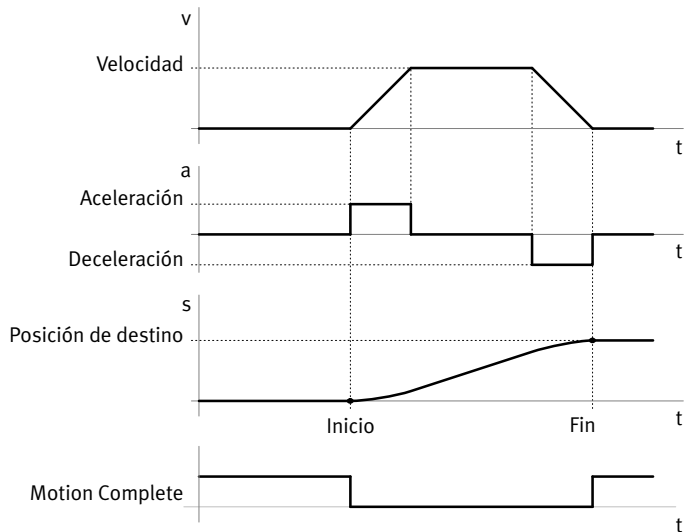 v
Velocidad
t
a
Aceleración
t
Deceleración
s
Posición de destino
t
Inicio
Fin
Motion Complete
t